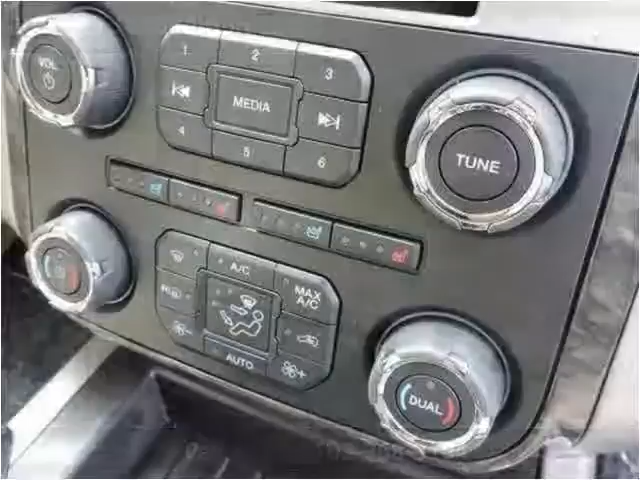 VOL
1 2 3
MEDIA
4 5 6
TUNE
A/C
MAX
A/C
R
AUTO
+
DUAL